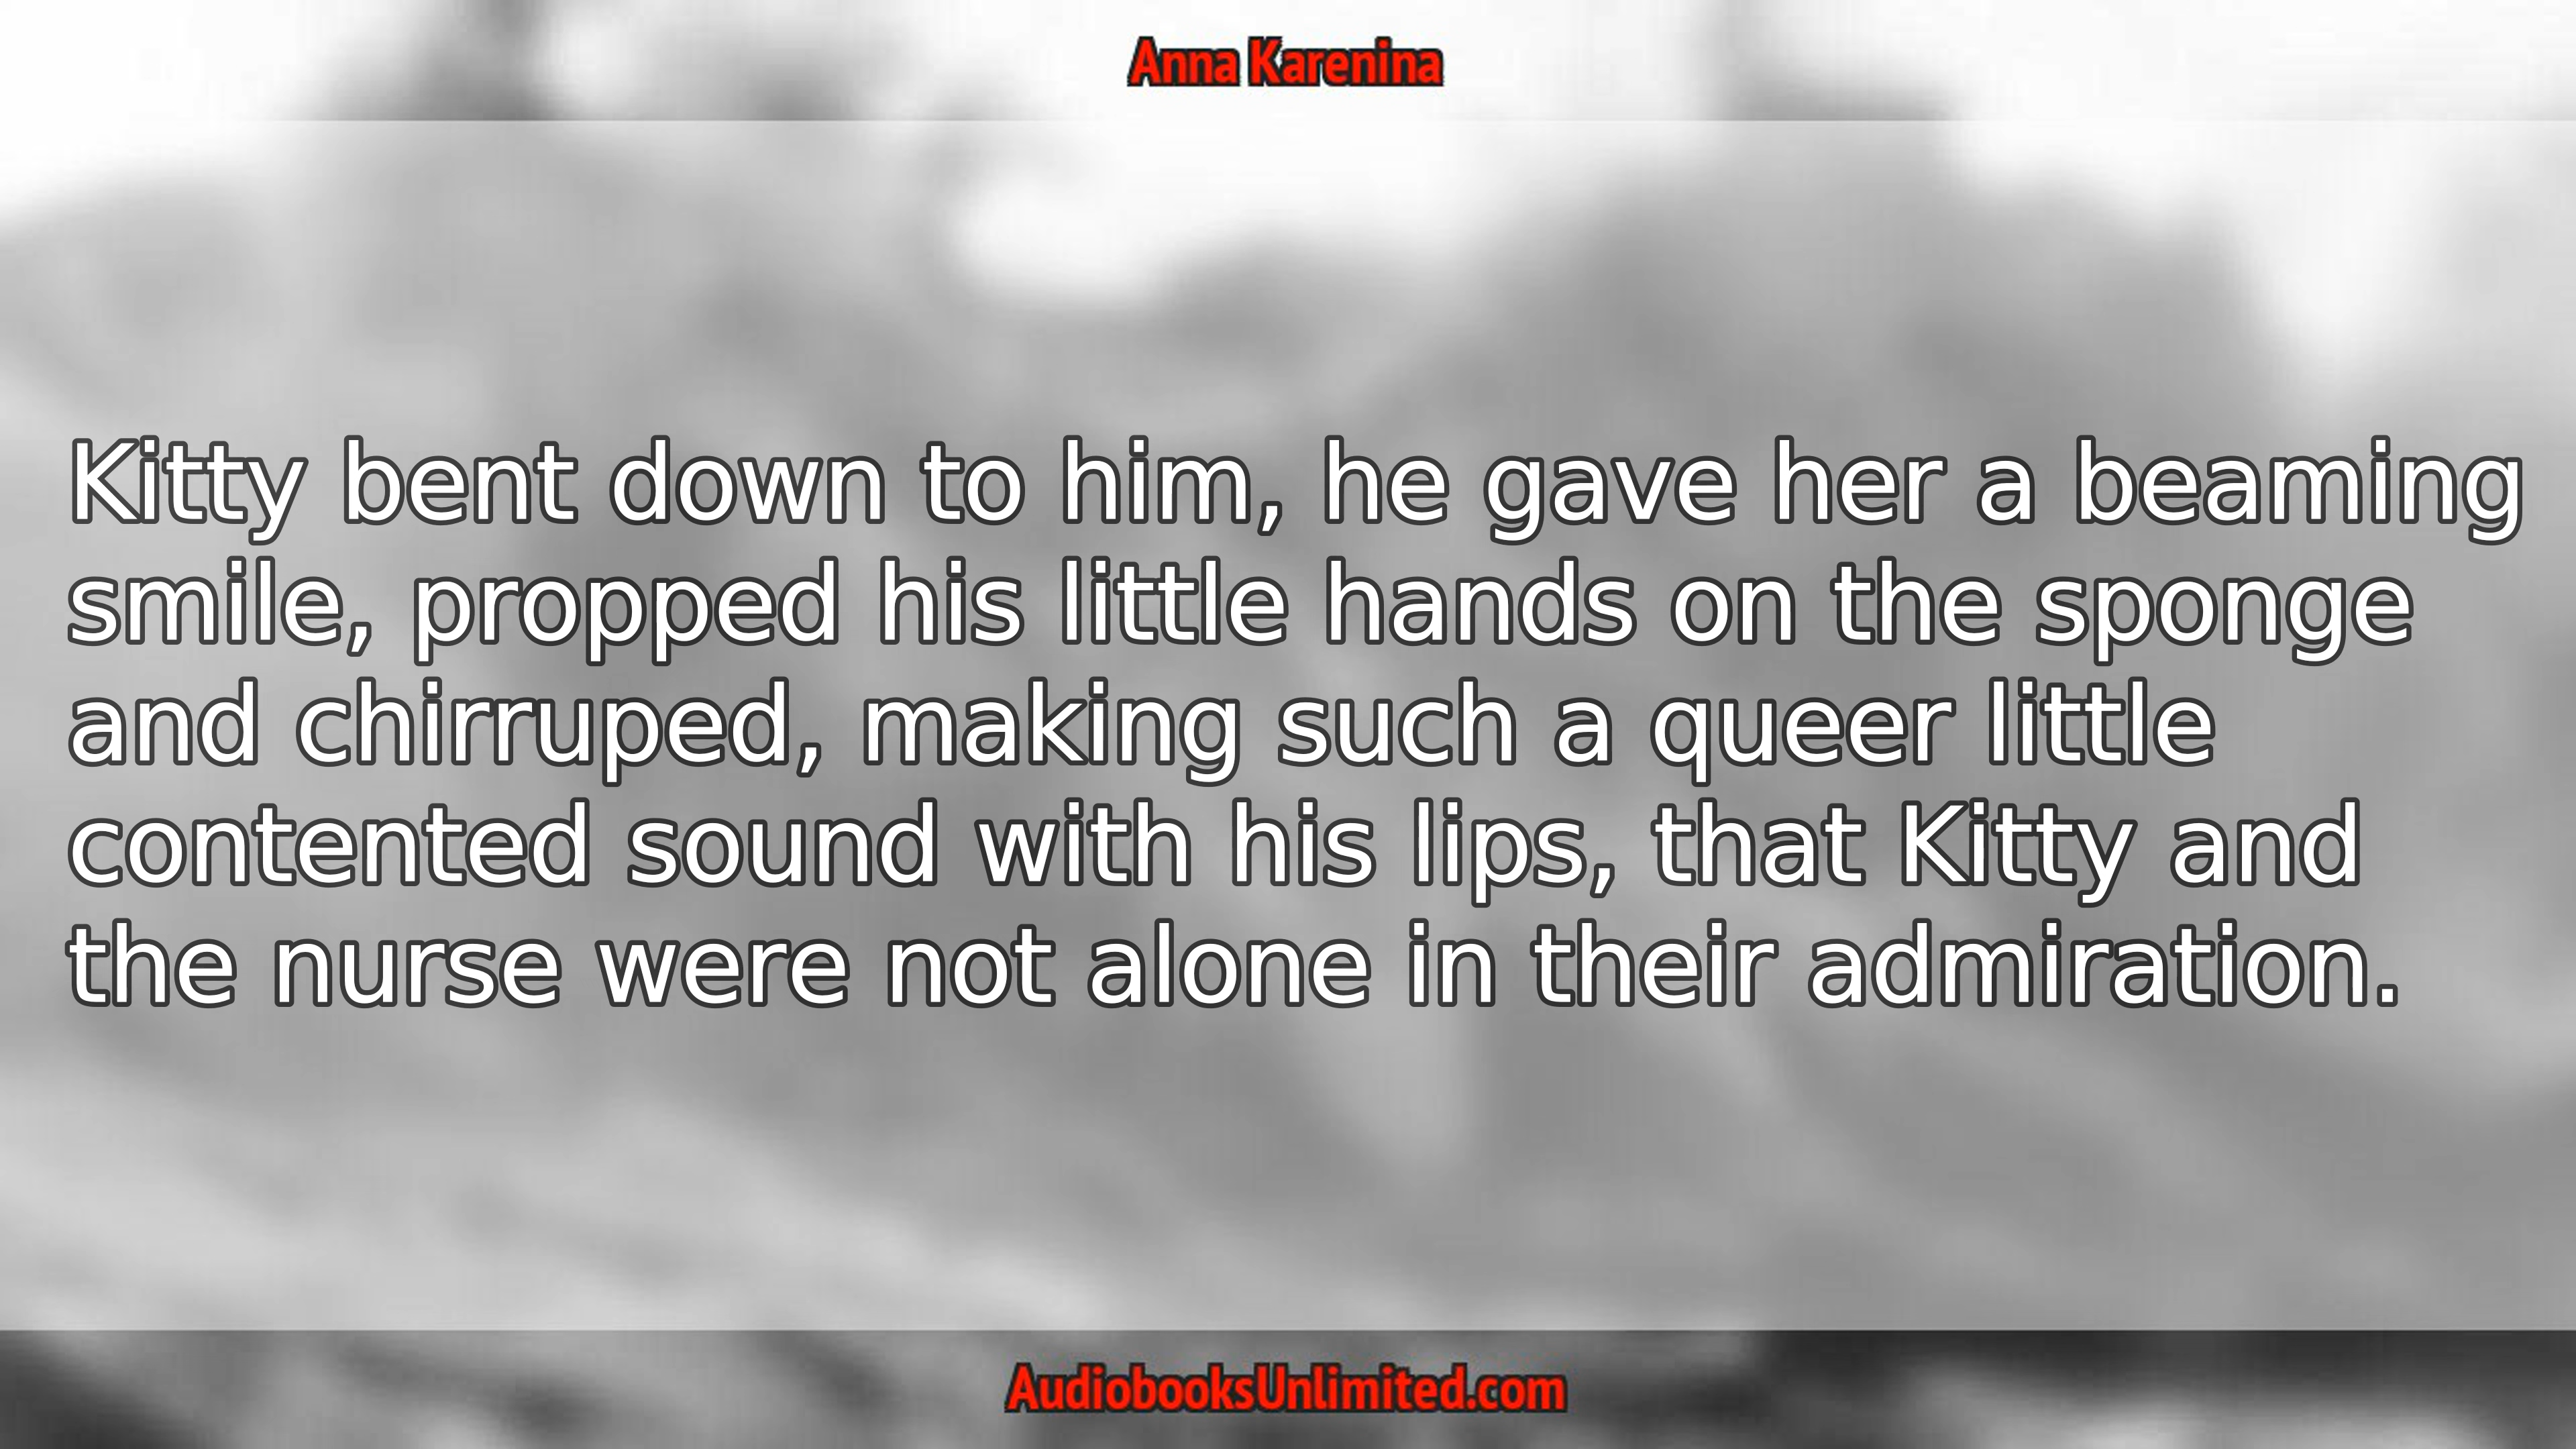 Anna Karenina
Kitty bent down to him, he gave her a beaming
smile, propped his little hands on the sponge
and chirruped, making such a queer little
contented sound with his lips, that Kitty and
the nurse were not alone in their admiration.
AudiobooksUnlimited.com